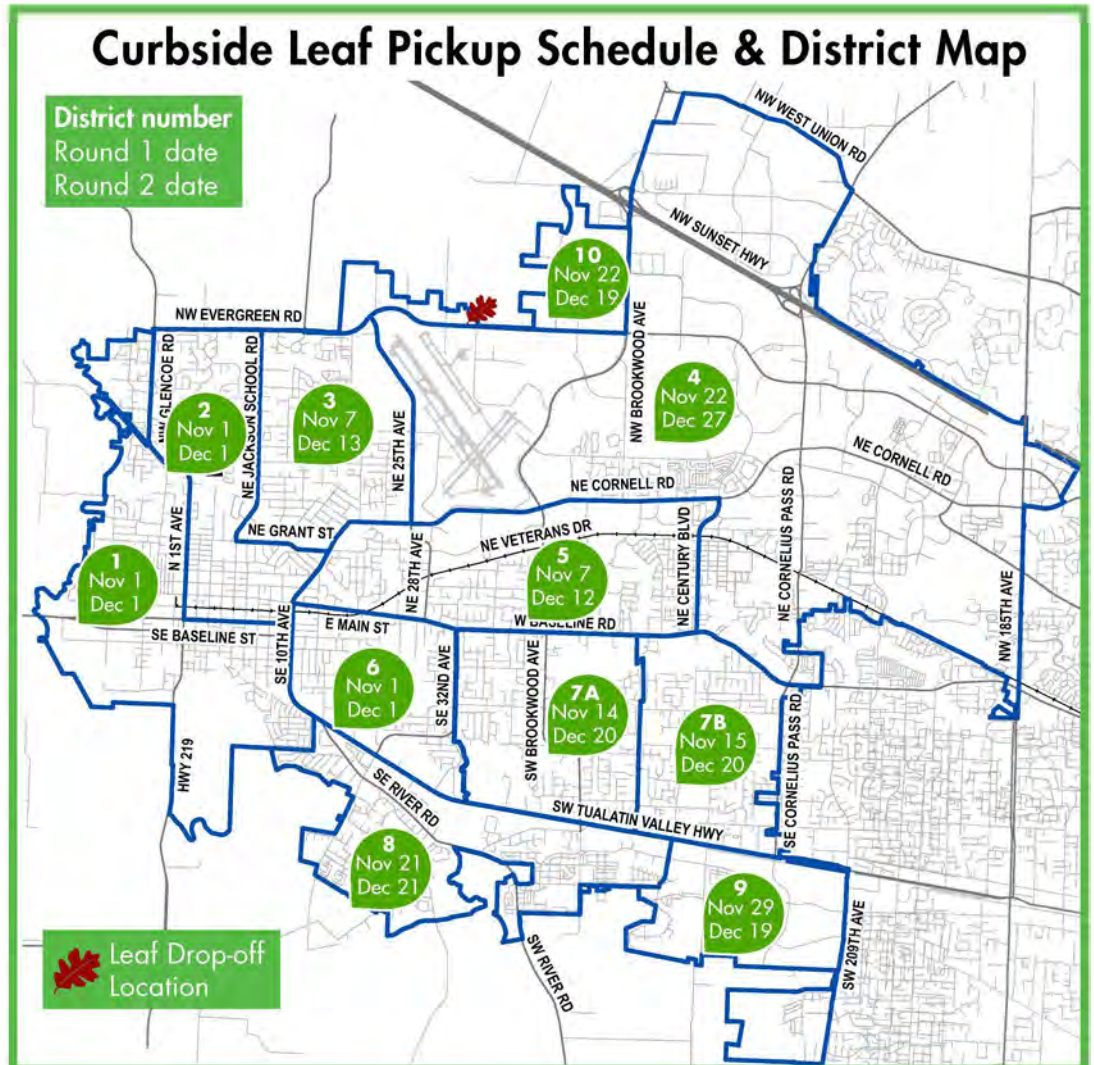 Curbside Leaf Pickup Schedule & District Map
District number
Round 1 date
Round 2 date
NW WEST UNION RD
NW SUNSET HWY
10
Nov 22
Dec 19
NW EVERGREEN RD
NW GLENCOE RD
NE JACKSON SCHOOL RD
NW BROOKWOOD AVE
2
Nov 1
Dec 1
3
Nov 7
Dec 13
4
Nov 22
Dec 27
NE 25TH AVE
NE CORNELL RD
NE CORNELL RD
N 1ST AVE
NE GRANT ST
NE 28TH AVE
NE VETERANS DR
NE CENTURY BLVD
NE CORNELIUS PASS RD
NW 185TH AVE
1
Nov 1
Dec 1
5
Nov 7
Dec 12
SE BASELINE ST
SE 10TH AVE
E MAIN ST
W BASELINE RD
6
Nov 1
Dec 1
SE 32ND AVE
SW BROOKWOOD AVE
7A
Nov 14
Dec 20
7B
Nov 15
Dec 20
SE CORNELIUS PASS RD
HWY 219
SE RIVER RD
SW TUALATIN VALLEY HWY
8
Nov 21
Dec 21
9
Nov 29
Dec 19
SW 209TH AVE
SW RIVER RD
Leaf Drop-off
Location